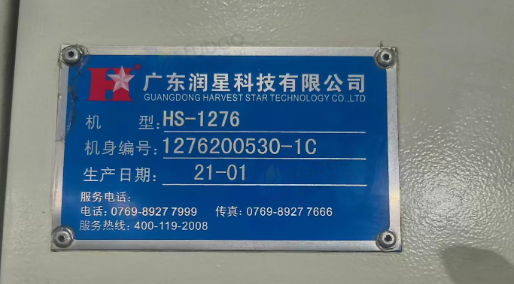 广东润星科技有限公司
GUANGDONG HARVEST STAR TECHNOLOGY CO.,LTD
机 型: HS-1276
机身编号: 1276200530-1C
生产日期: 21-01
服务电话:
电话: 0769-8927 7999 传真: 0769-8927 7666
服务热线: 400-119-2008